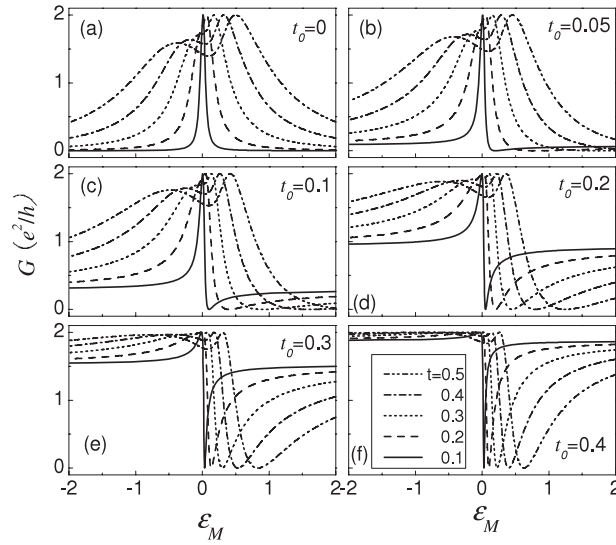 (a) t₀=0
(b) t₀=0.05
(c) t₀=0.1
t₀=0.2 (d)
t₀=0.3 (e)
(f) t₀=0.4
t=0.5
0.4
0.3
0.2
0.1
G (e²/h)
2
1
0
2
1
0
2
1
0
-2 -1 0 1 2
-2 -1 0 1 2
ε_M
ε_M